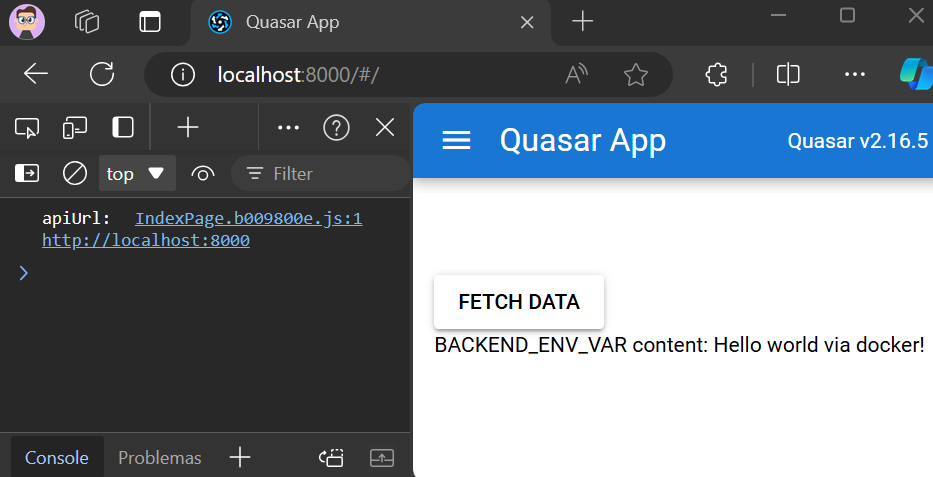 Quasar App
localhost:8000/#/
top
Filter
apiUrl: IndexPage.b009800e.js:1
http://localhost:8000
Console
Problemas
Quasar App
Quasar v2.16.5
FETCH DATA
BACKEND_ENV_VAR content: Hello world via docker!